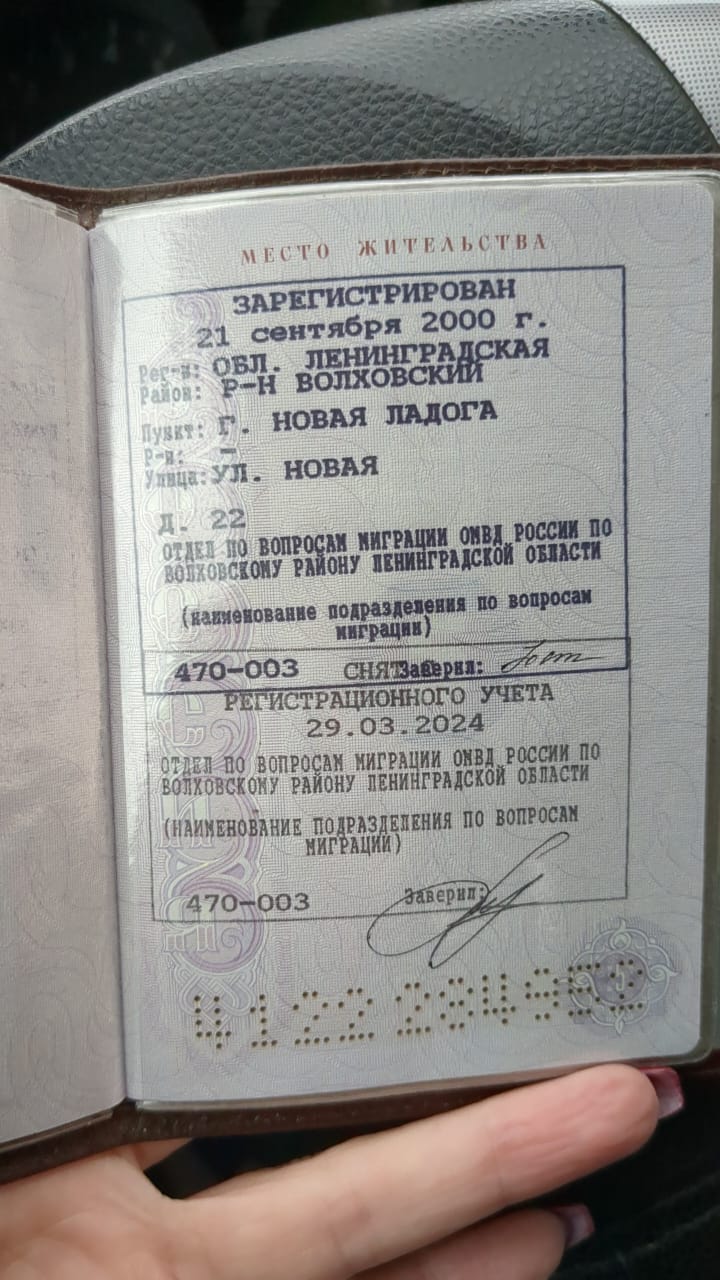 МЕСТО ЖИТЕЛЬСТВА
ЗАРЕГИСТРИРОВАН
21 сентября 2000 г.
Рег-н: ОБЛ. ЛЕНИНГРАДСКАЯ
Район: Р-Н ВОЛХОВСКИЙ
Пункт: Г. НОВАЯ ЛАДОГА
Р-н: –
Улица: УЛ. НОВАЯ
Д. 22
ОТДЕЛ ПО ВОПРОСАМ МИГРАЦИИ ОМВД РОССИИ ПО
ВОЛХОВСКОМУ РАЙОНУ ЛЕНИНГРАДСКОЙ ОБЛАСТИ
(наименование подразделения по вопросам
миграции)
470-003 СНЯТ Заверил:
РЕГИСТРАЦИОННОГО УЧЕТА
29.03.2024
ОТДЕЛ ПО ВОПРОСАМ МИГРАЦИИ ОМВД РОССИИ ПО
ВОЛХОВСКОМУ РАЙОНУ ЛЕНИНГРАДСКОЙ ОБЛАСТИ
(НАИМЕНОВАНИЕ ПОДРАЗДЕЛЕНИЯ ПО ВОПРОСАМ
МИГРАЦИИ)
470-003 Заверил:
5
4122 284952